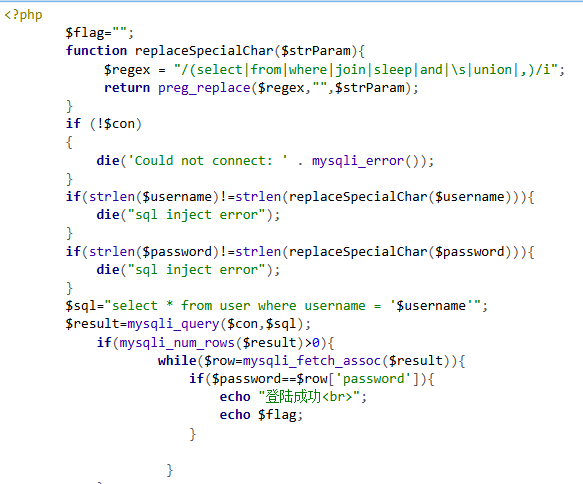 <?php
$flag="";
function replaceSpecialChar($strParam){
$regex = "/(select|from|where|join|sleep|and|\s|union|,)/i";
return preg_replace($regex,"",$strParam);
}
if (!$con)
{
die('Could not connect: ' . mysqli_error());
}
if(strlen($username)!=strlen(replaceSpecialChar($username))){
die("sql inject error");
}
if(strlen($password)!=strlen(replaceSpecialChar($password))){
die("sql inject error");
}
$sql="select * from user where username = '$username'";
$result=mysqli_query($con,$sql);
if(mysqli_num_rows($result)>0){
while($row=mysqli_fetch_assoc($result)){
if($password==$row['password']){
echo "登陆成功<br>";
echo $flag;
}
}